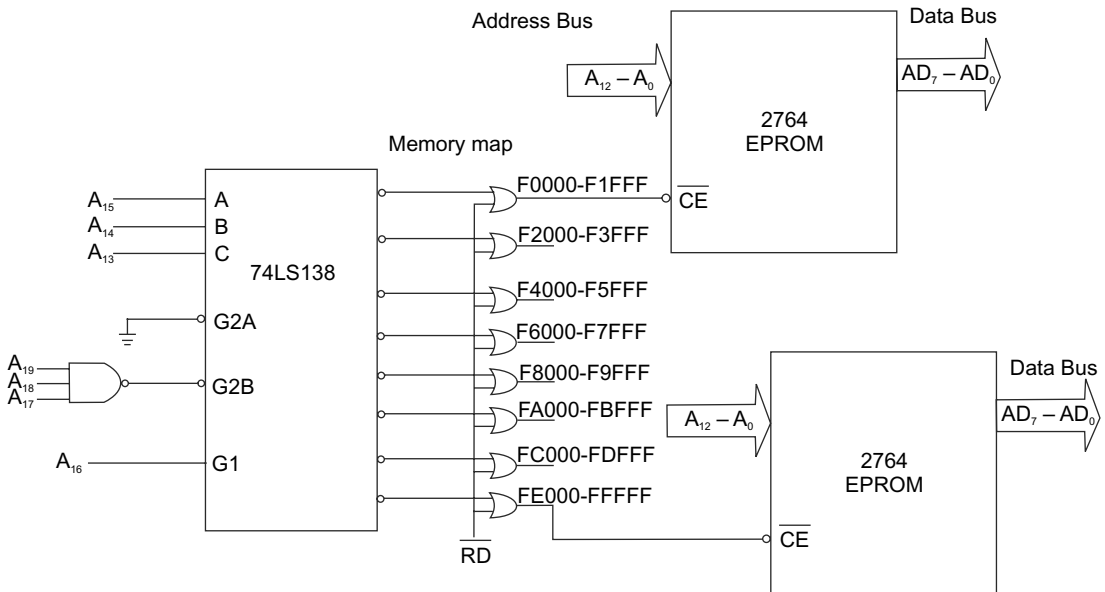 Address Bus
Data Bus
A₁₂ – A₀
AD₇ – AD₀
2764
EPROM
Memory map
F0000-F1FFF
CE
A₁₅
A
A₁₄
B
F2000-F3FFF
A₁₃
C
74LS138
F4000-F5FFF
G2A
F6000-F7FFF
A₁₉
A₁₈
A₁₇
G2B
F8000-F9FFF
Data Bus
FA000-FBFFF
A₁₂ – A₀
AD₇ – AD₀
A₁₆
G1
FC000-FDFFF
2764
EPROM
FE000-FFFFF
RD
CE